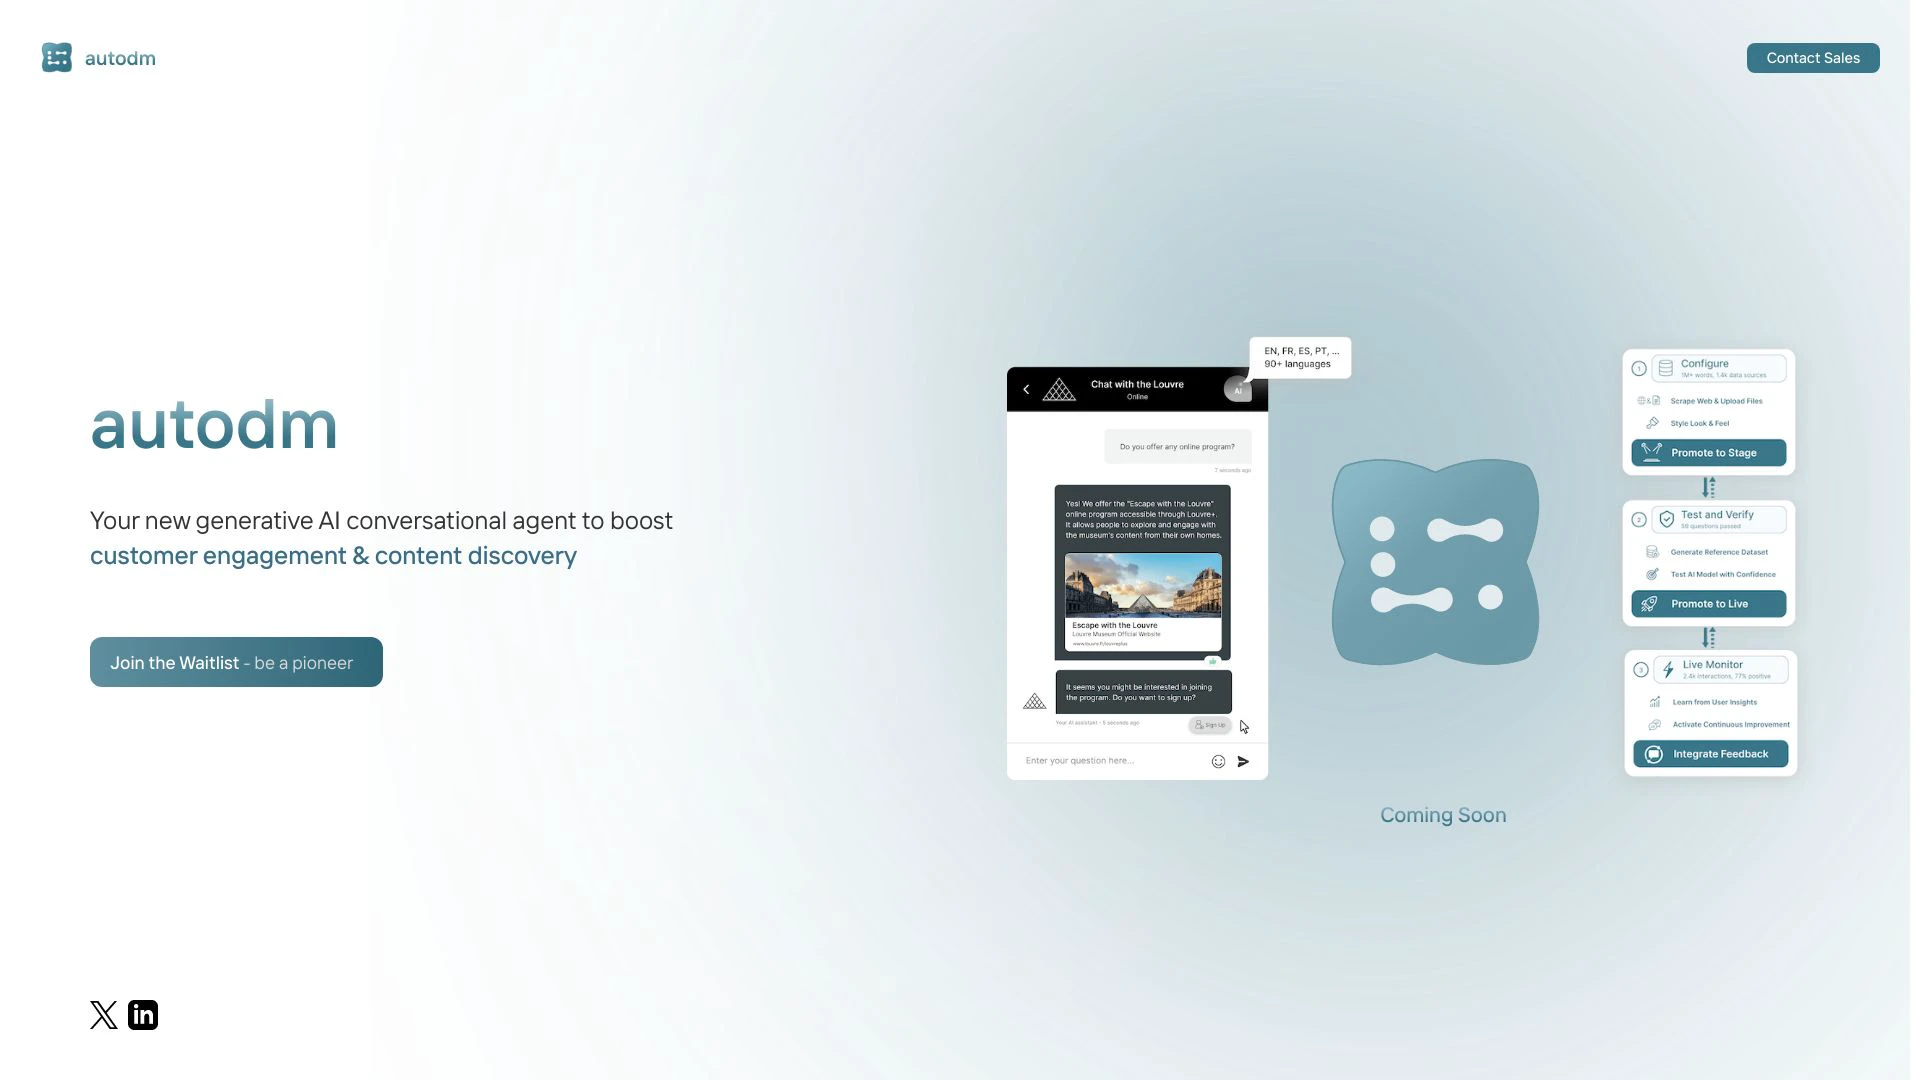 autodm
Contact Sales
autodm
Your new generative AI conversational agent to boost
customer engagement & content discovery
Join the Waitlist - be a pioneer
EN, FR, ES, PT, ...
90+ languages
Chat with the Louvre
Online
AI
Do you offer any online program?
7 seconds ago
Yes! We offer the "Escape with the Louvre"
online program accessible through Louvre+.
It allows people to explore and engage with
the museum's content from their own homes.
Escape with the Louvre
Louvre Museum Official Website
www.louvre.fr/louvreplus
It seems you might be interested in joining
the program. Do you want to sign up?
Your AI assistant - 5 seconds ago
Sign Up
Enter your question here...
Coming Soon
1
Configure
1M+ words, 1.4k data sources
Scrape Web & Upload Files
Style Look & Feel
Promote to Stage
2
Test and Verify
59 questions passed
Generate Reference Dataset
Test AI Model with Confidence
Promote to Live
3
Live Monitor
2.4k interactions, 77% positive
Learn from User Insights
Activate Continuous Improvement
Integrate Feedback
in